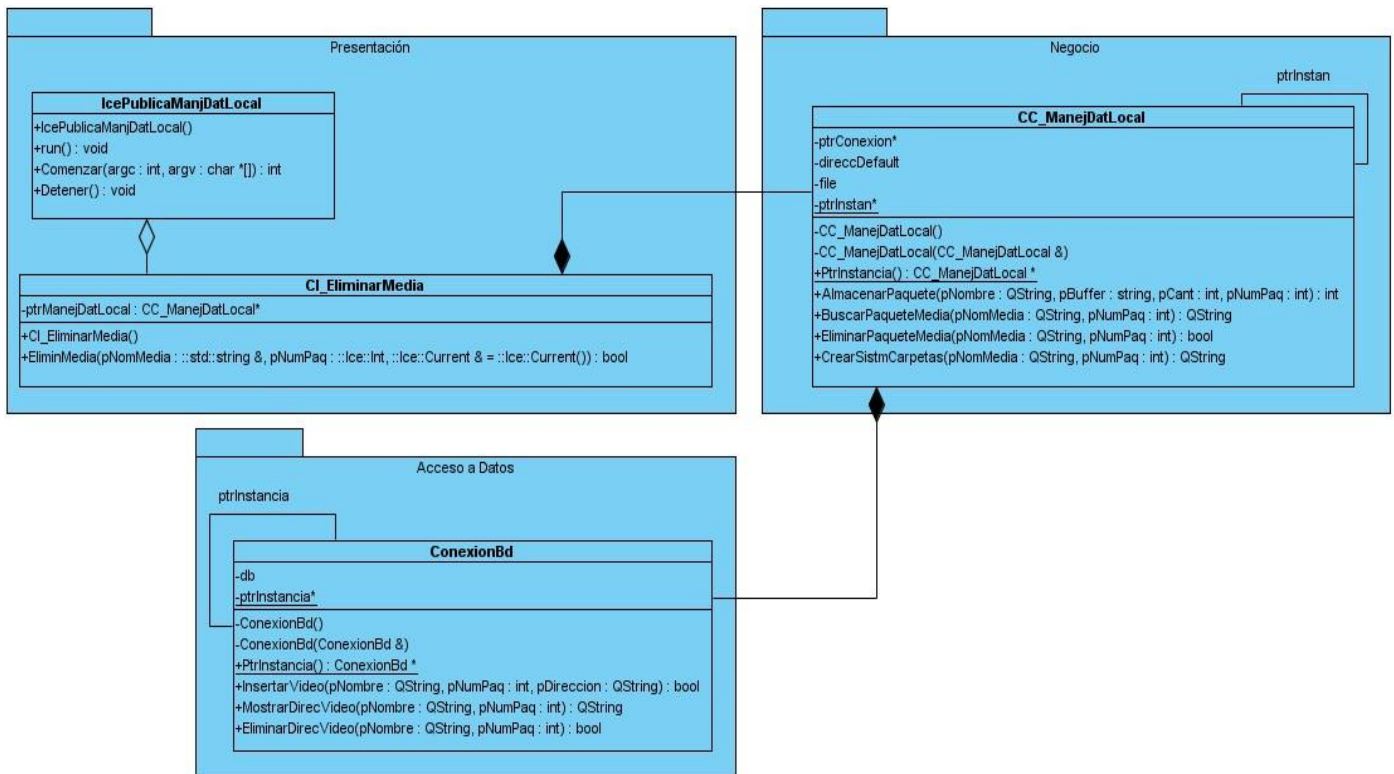 Presentación
IcePublicaManjDatLocal
+IcePublicaManjDatLocal()
+run() : void
+Comenzar(argc : int, argv : char *[]) : int
+Detener() : void
CI_EliminarMedia
-ptrManejDatLocal : CC_ManejDatLocal*
+CI_EliminarMedia()
+EliminMedia(pNomMedia : ::std::string &, pNumPaq : ::Ice::Int, ::Ice::Current & = ::Ice::Current()) : bool
Negocio
ptrInstan
CC_ManejDatLocal
-ptrConexion*
-direccDefault
-file
-ptrInstan*
-CC_ManejDatLocal()
-CC_ManejDatLocal(CC_ManejDatLocal &)
+PtrInstancia() : CC_ManejDatLocal *
+AlmacenarPaquete(pNombre : QString, pBuffer : string, pCant : int, pNumPaq : int) : int
+BuscarPaqueteMedia(pNomMedia : QString, pNumPaq : int) : QString
+EliminarPaqueteMedia(pNomMedia : QString, pNumPaq : int) : bool
+CrearSistmCarpetas(pNomMedia : QString, pNumPaq : int) : QString
Acceso a Datos
ptrInstancia
ConexionBd
-db
-ptrInstancia*
-ConexionBd()
-ConexionBd(ConexionBd &)
+PtrInstancia() : ConexionBd *
+InsertarVideo(pNombre : QString, pNumPaq : int, pDireccion : QString) : bool
+MostrarDirecVideo(pNombre : QString, pNumPaq : int) : QString
+EliminarDirecVideo(pNombre : QString, pNumPaq : int) : bool